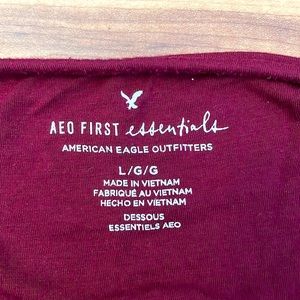 AEO FIRST essentials
AMERICAN EAGLE OUTFITTERS
L/G/G
MADE IN VIETNAM
FABRIQUÉ AU VIETNAM
HECHO EN VIETNAM
DESSOUS
ESSENTIELS AEO